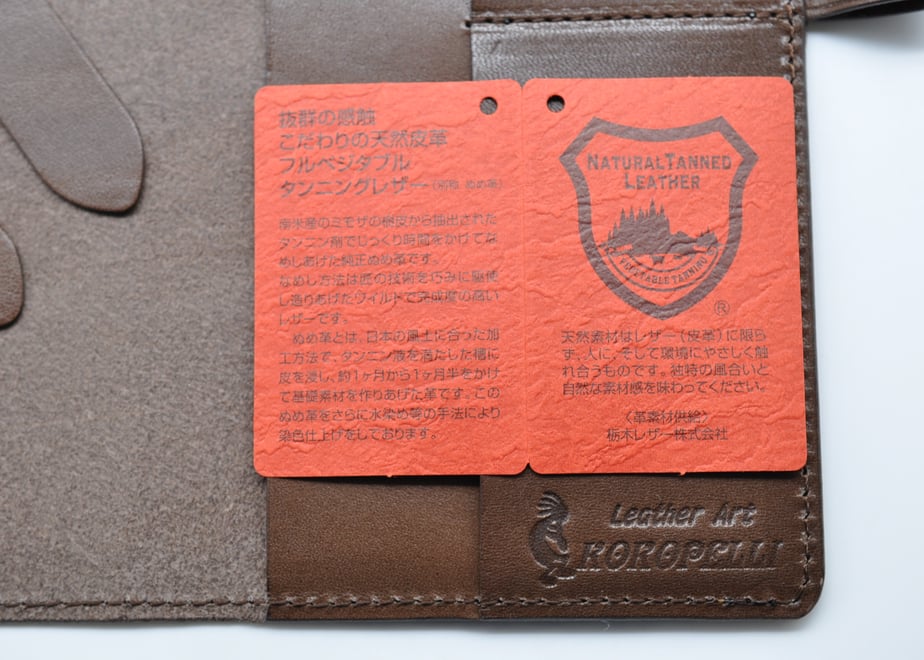 抜群の感触
こだわりの天然皮革
フルベジタブル
タンニングレザー(別称 ぬめ革)
南米産のミモザの樹皮から抽出された
タンニン剤でじっくり時間をかけてな
めしあげた純正ぬめ革です。
なめし方法は匠の技術を巧みに駆使
し造りあげたワイルドで完成度の高い
レザーです。
ぬめ革とは、日本の風土に合った加
工方法で、タンニン液を満たした槽に
皮を浸し、約1ヶ月から1ヶ月半をかけ
て基礎素材を作りあげた革です。この
ぬめ革をさらに水染め等の手法により
染色仕上げをしております。
NATURAL TANNED
LEATHER
VEGETABLE TANNING
®
天然素材はレザー(皮革)に限ら
ず、人に、そして環境にやさしく触
れ合うものです。独特の風合いと
自然な素材感を味わってください。
〈革素材供給〉
栃木レザー株式会社
Leather Art
KOKOPELLI